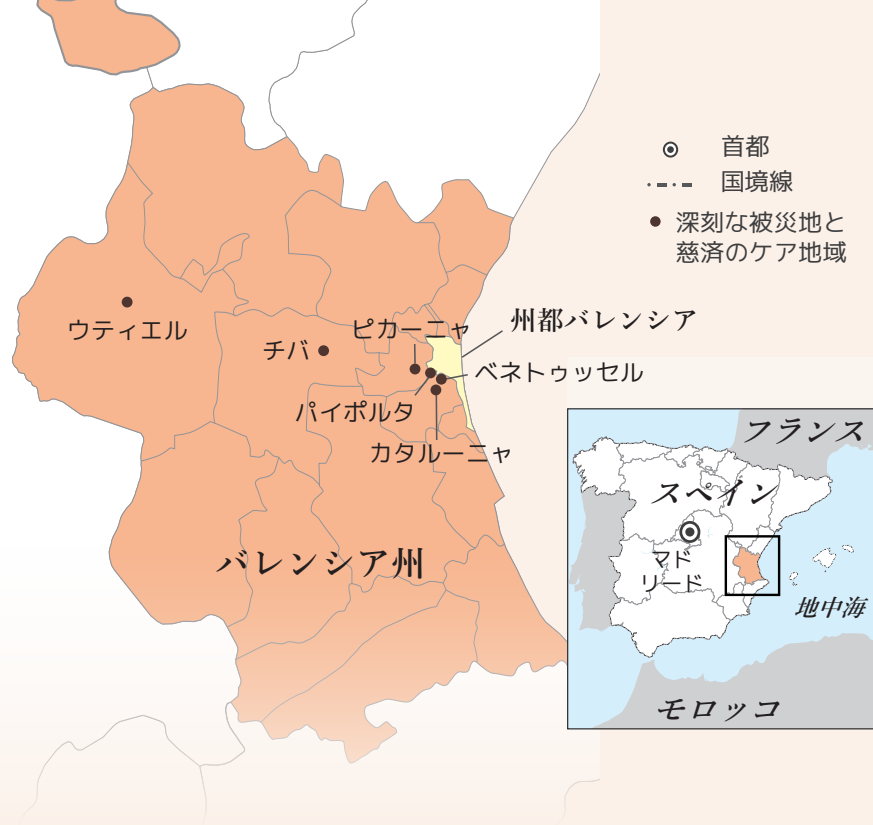 首都
国境線
深刻な被災地と
慈済のケア地域
州都バレンシア
ウティエル
ピカーニャ
チバ
ベネトゥッセル
パイポルタ
カタルーニャ
バレンシア州
フランス
スペイン
マド
リード
地中海
モロッコ